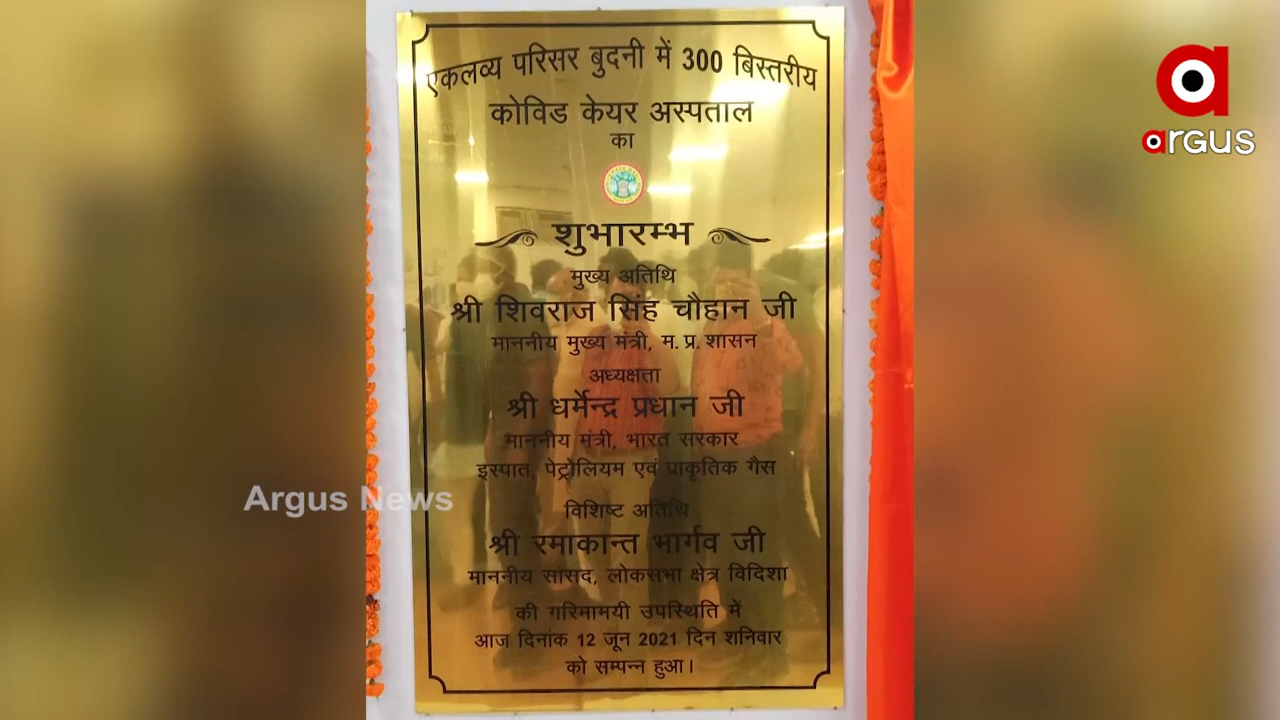 एकलव्य परिसर बुदनी में 300 बिस्तरीय
कोविड केयर अस्पताल
का
शुभारम्भ
मुख्य अतिथि
श्री शिवराज सिंह चौहान जी
माननीय मुख्य मंत्री, म. प्र. शासन
अध्यक्षता
श्री धर्मेन्द्र प्रधान जी
माननीय मंत्री, भारत सरकार
इस्पात, पेट्रोलियम एवं प्राकृतिक गैस
विशिष्ट अतिथि
श्री रमाकान्त भार्गव जी
माननीय सांसद, लोकसभा क्षेत्र विदिशा
की गरिमामयी उपस्थिति में
आज दिनांक 12 जून 2021 दिन शनिवार
को सम्पन्न हुआ।
argus
Argus News